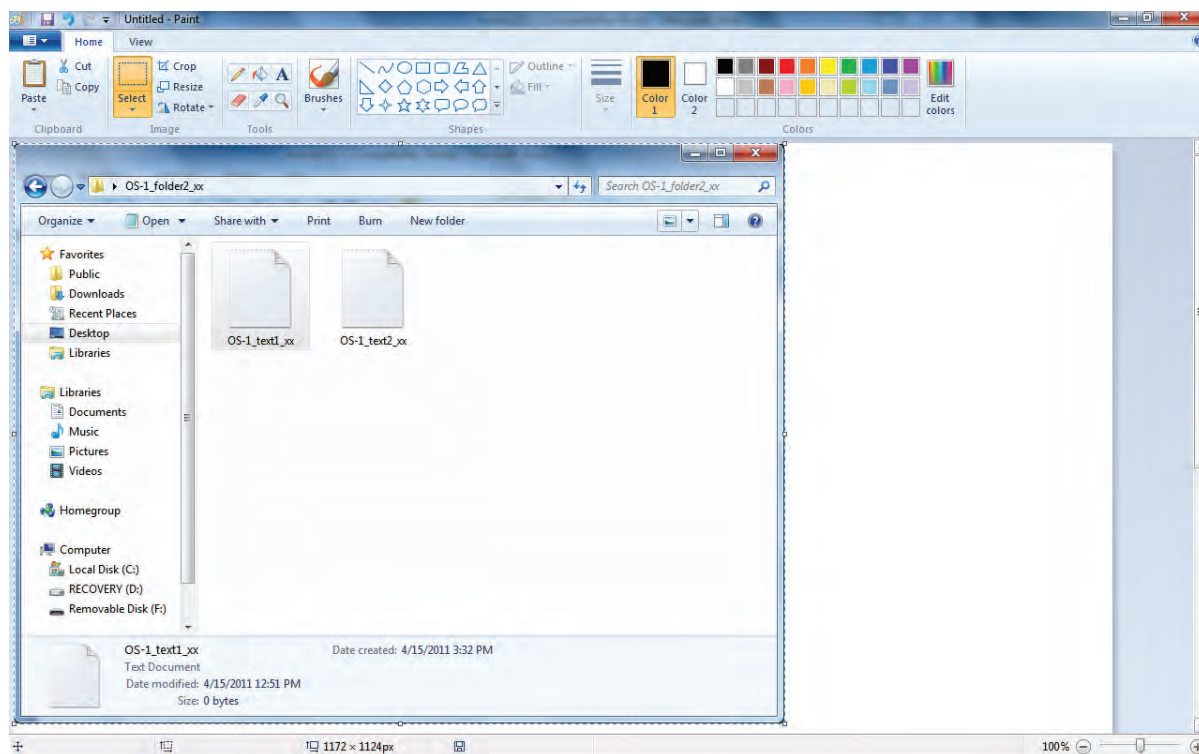 Untitled - Paint
Home View
Cut
Copy
Paste
Clipboard
Select
Crop
Resize
Rotate
Image
A
Tools
Brushes
Outline
Fill
Shapes
Size
Color 1
Color 2
Edit colors
Colors
OS-1_folder2_xx
Search OS-1_folder2_xx
Organize Open Share with Print Burn New folder
Favorites
Public
Downloads
Recent Places
Desktop
Libraries
Libraries
Documents
Music
Pictures
Videos
Homegroup
Computer
Local Disk (C:)
RECOVERY (D:)
Removable Disk (F:)
OS-1_text1_xx OS-1_text2_xx
OS-1_text1_xx Date created: 4/15/2011 3:32 PM
Text Document
Date modified: 4/15/2011 12:51 PM
Size: 0 bytes
1172 × 1124px 100%